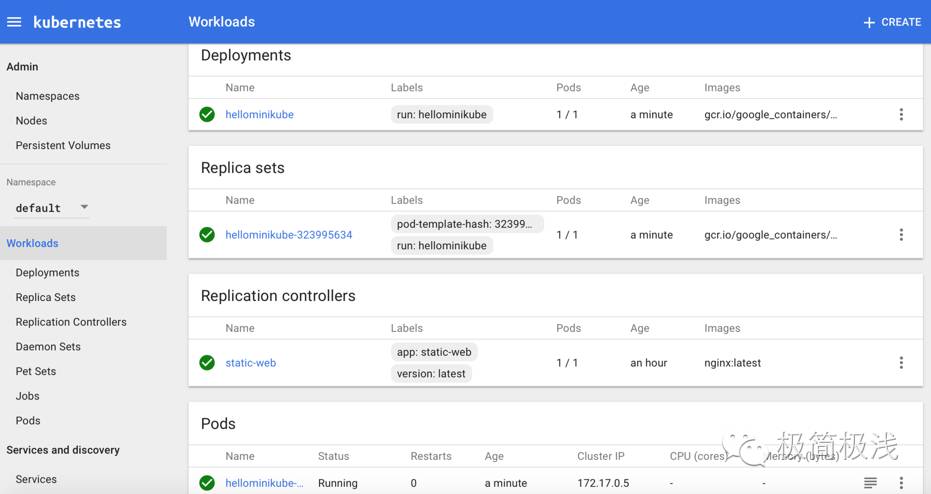 kubernetes
Workloads
+ CREATE
Admin
Namespaces
Nodes
Persistent Volumes
Namespace
default
Workloads
Deployments
Replica Sets
Replication Controllers
Daemon Sets
Pet Sets
Jobs
Pods
Services and discovery
Services
Deployments
Name Labels Pods Age Images
hellominikube run: hellominikube 1 / 1 a minute gcr.io/google_containers/...
Replica sets
Name Labels Pods Age Images
pod-template-hash: 32399...
hellominikube-323995634 1 / 1 a minute gcr.io/google_containers/...
run: hellominikube
Replication controllers
Name Labels Pods Age Images
app: static-web
static-web 1 / 1 an hour nginx:latest
version: latest
Pods
极简极浅
Name Status Restarts Age Cluster IP CPU (cores) Memory (bytes)
hellominikube-... Running 0 a minute 172.17.0.5 - -